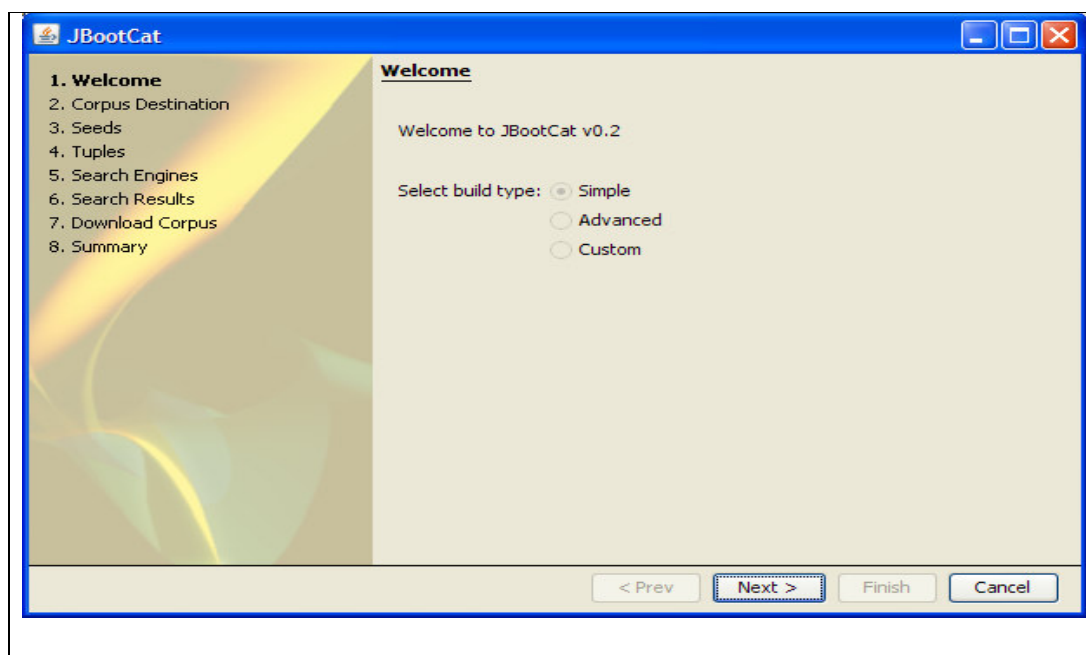 JBootCat
1. Welcome
2. Corpus Destination
3. Seeds
4. Tuples
5. Search Engines
6. Search Results
7. Download Corpus
8. Summary
Welcome
Welcome to JBootCat v0.2
Select build type: Simple
Advanced
Custom
< Prev Next > Finish Cancel